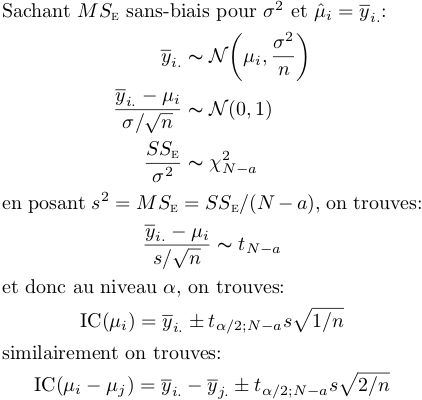 Sachant $MS_{\text{E}}$ sans-biais pour $\sigma^2$ et $\hat{\mu}_i = \overline{y}_{i.}$:
$\overline{y}_{i.} \sim \mathcal{N}\left(\mu_i, \frac{\sigma^2}{n}\right)$
$\frac{\overline{y}_{i.} - \mu_i}{\sigma/\sqrt{n}} \sim \mathcal{N}(0, 1)$
$\frac{SS_{\text{E}}}{\sigma^2} \sim \chi^2_{N-a}$
en posant $s^2 = MS_{\text{E}} = SS_{\text{E}}/(N - a)$, on trouves:
$\frac{\overline{y}_{i.} - \mu_i}{s/\sqrt{n}} \sim t_{N-a}$
et donc au niveau $\alpha$, on trouves:
$\text{IC}(\mu_i) = \overline{y}_{i.} \pm t_{\alpha/2;N-a} s\sqrt{1/n}$
similairement on trouves:
$\text{IC}(\mu_i - \mu_j) = \overline{y}_{i.} - \overline{y}_{j.} \pm t_{\alpha/2;N-a} s\sqrt{2/n}$